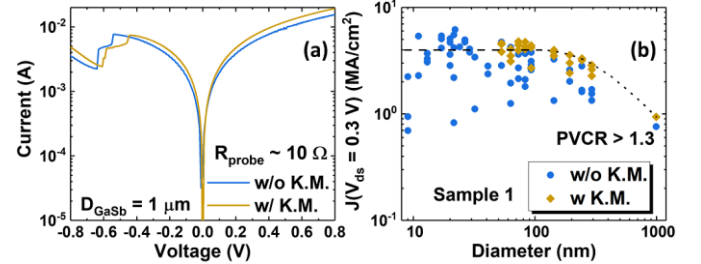 10⁻²
10⁻³
10⁻⁴
10⁻⁵
Current (A)
(a)
R_probe ~ 10 Ω
w/o K.M.
w/ K.M.
D_GaSb = 1 μm
-0.8 -0.6 -0.4 -0.2 0.0 0.2 0.4 0.6 0.8
Voltage (V)
10¹
10⁰
10⁻¹
J(V_ds = 0.3 V) (MA/cm²)
(b)
PVCR > 1.3
w/o K.M.
w K.M.
Sample 1
10 100 1000
Diameter (nm)